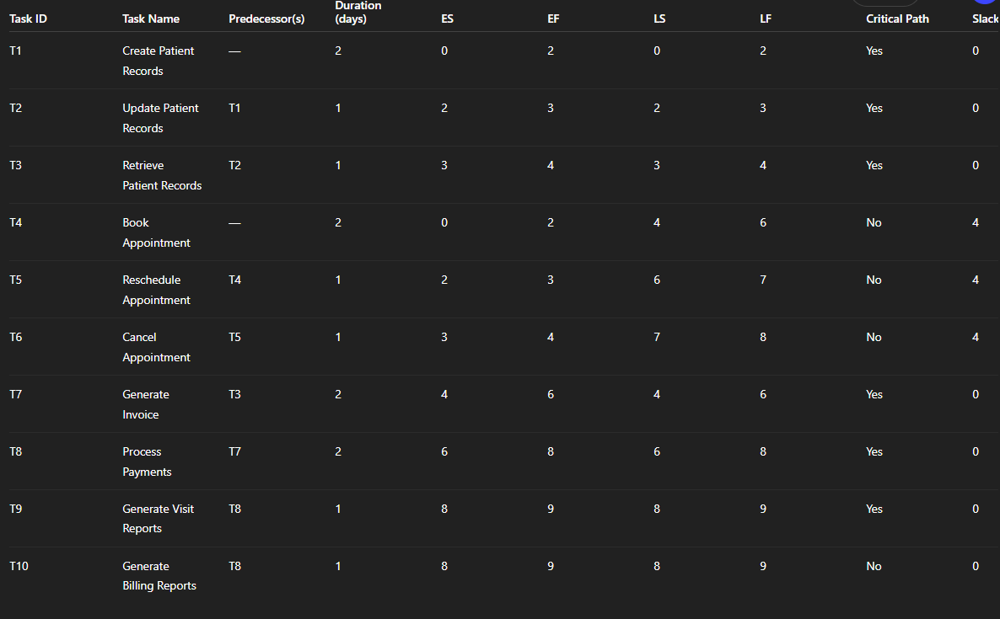 Task ID Task Name Predecessor(s) Duration (days) ES EF LS LF Critical Path Slack
T1 Create Patient Records — 2 0 2 0 2 Yes 0
T2 Update Patient Records T1 1 2 3 2 3 Yes 0
T3 Retrieve Patient Records T2 1 3 4 3 4 Yes 0
T4 Book Appointment — 2 0 2 4 6 No 4
T5 Reschedule Appointment T4 1 2 3 6 7 No 4
T6 Cancel Appointment T5 1 3 4 7 8 No 4
T7 Generate Invoice T3 2 4 6 4 6 Yes 0
T8 Process Payments T7 2 6 8 6 8 Yes 0
T9 Generate Visit Reports T8 1 8 9 8 9 Yes 0
T10 Generate Billing Reports T8 1 8 9 8 9 No 0